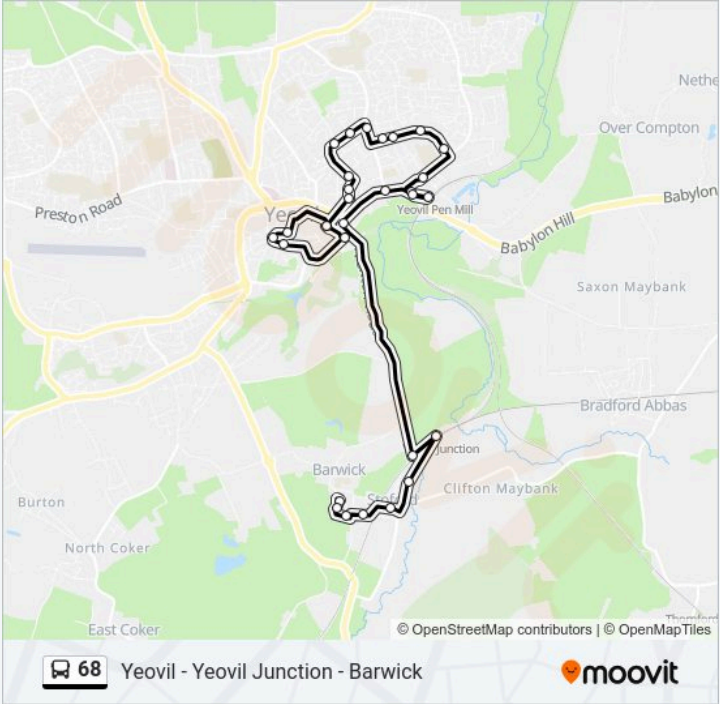 Nethe
Over Compton
Preston Road
Yeo
Yeovil Pen Mill
Babylon
Babylon Hill
Saxon Maybank
Bradford Abbas
Junction
Barwick
Clifton Maybank
Burton
North Coker
East Coker
© OpenStreetMap contributors | © OpenMapTiles
68 Yeovil - Yeovil Junction - Barwick
moovit